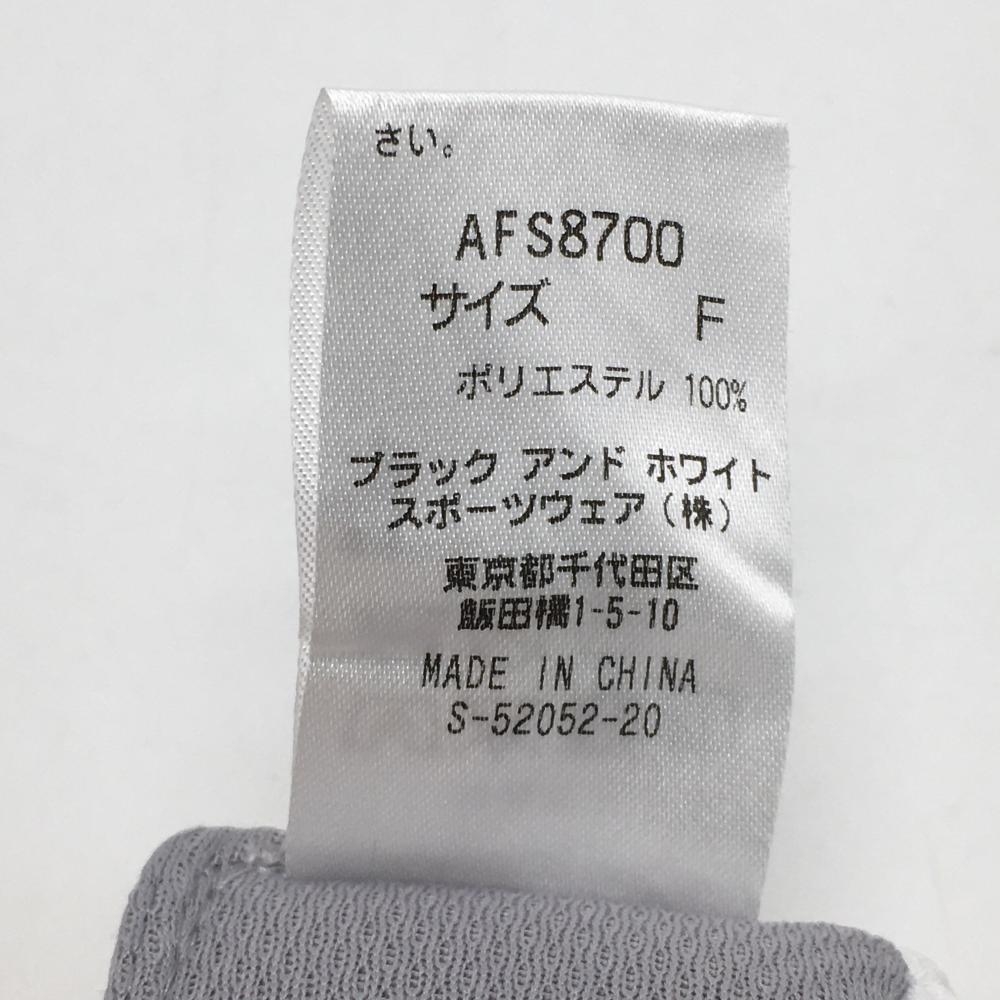 さい。
AFS8700
サイズ F
ポリエステル 100%
ブラック アンド ホワイト
スポーツウェア(株)
東京都千代田区
飯田橋1-5-10
MADE IN CHINA
S-52052-20